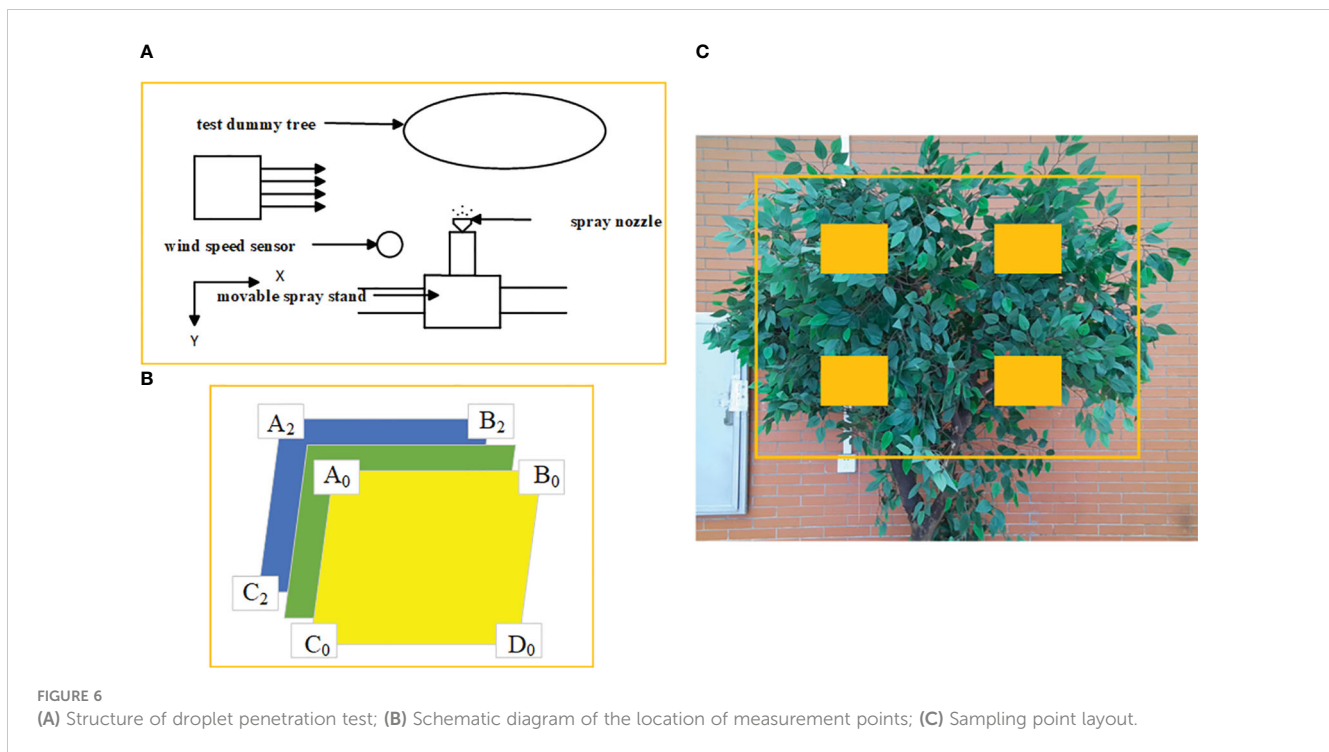 A
test dummy tree
wind speed sensor
spray nozzle
X
movable spray stand
Y
B
A₂
B₂
A₀
B₀
C₂
C₀
D₀
C
FIGURE 6
(A) Structure of droplet penetration test; (B) Schematic diagram of the location of measurement points; (C) Sampling point layout.